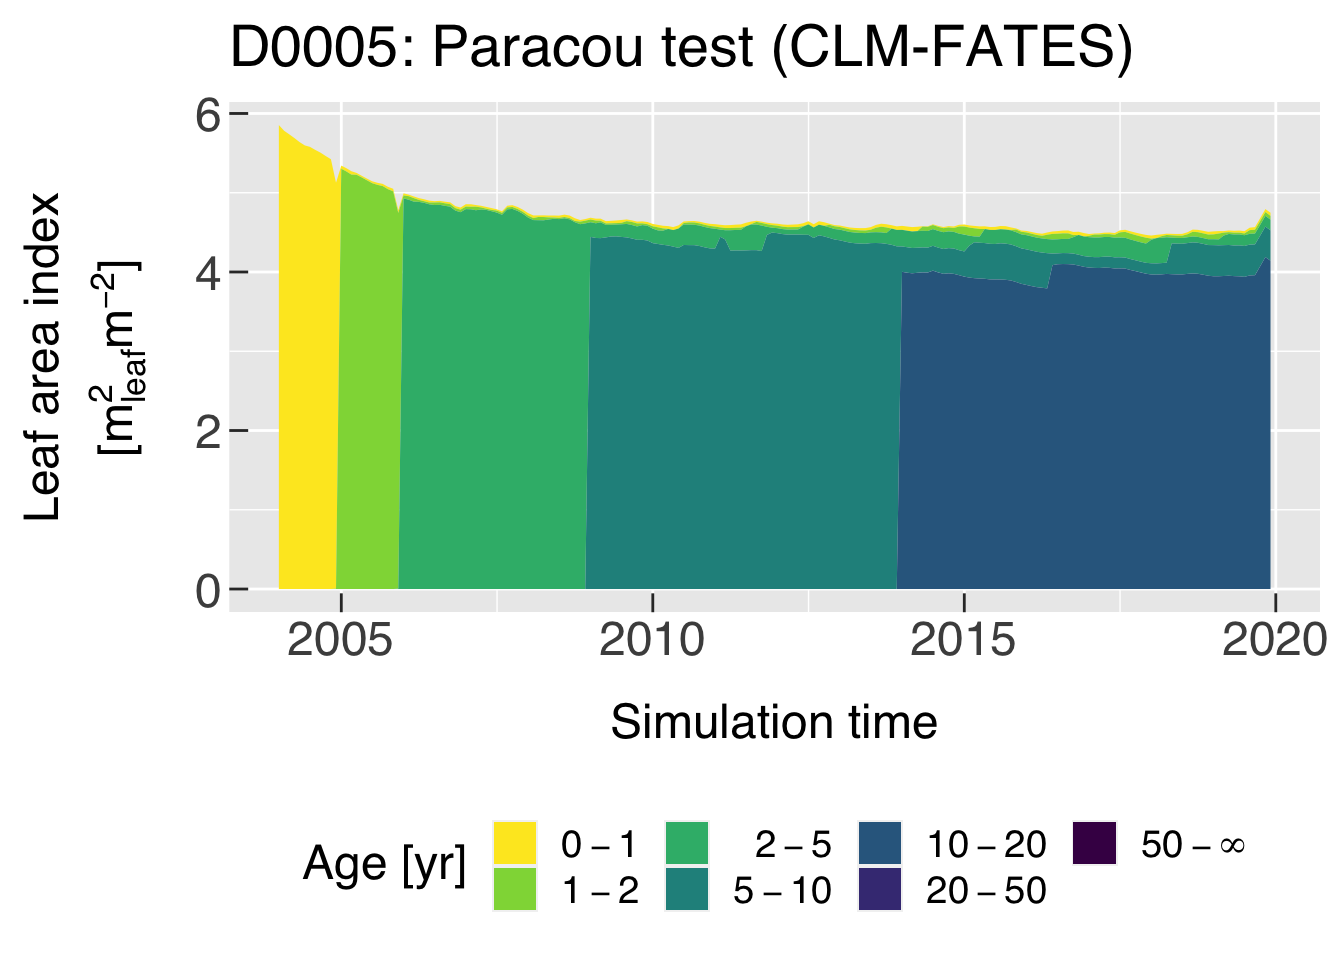 D0005: Paracou test (CLM-FATES)
Leaf area index
[m²_leaf m⁻²]
6
4
2
0
2005 2010 2015 2020
Simulation time
Age [yr]
0 – 1 2 – 5 10 – 20 50 – ∞
1 – 2 5 – 10 20 – 50